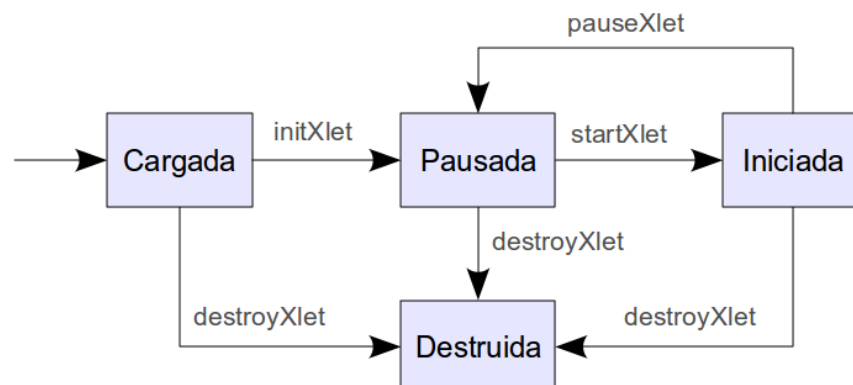 pauseXlet
initXlet
startXlet
Cargada
Pausada
Iniciada
destroyXlet
destroyXlet
destroyXlet
Destruida